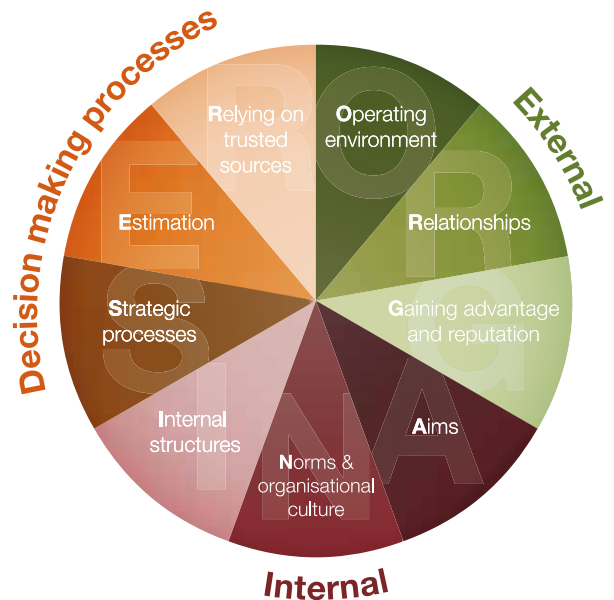 Decision making processes
External
Internal
Operating
environment
Relationships
Gaining advantage
and reputation
Aims
Norms &
organisational
culture
Internal
structures
Strategic
processes
Estimation
Relying on
trusted
sources
O
R
G
A
N
I
S
E
R